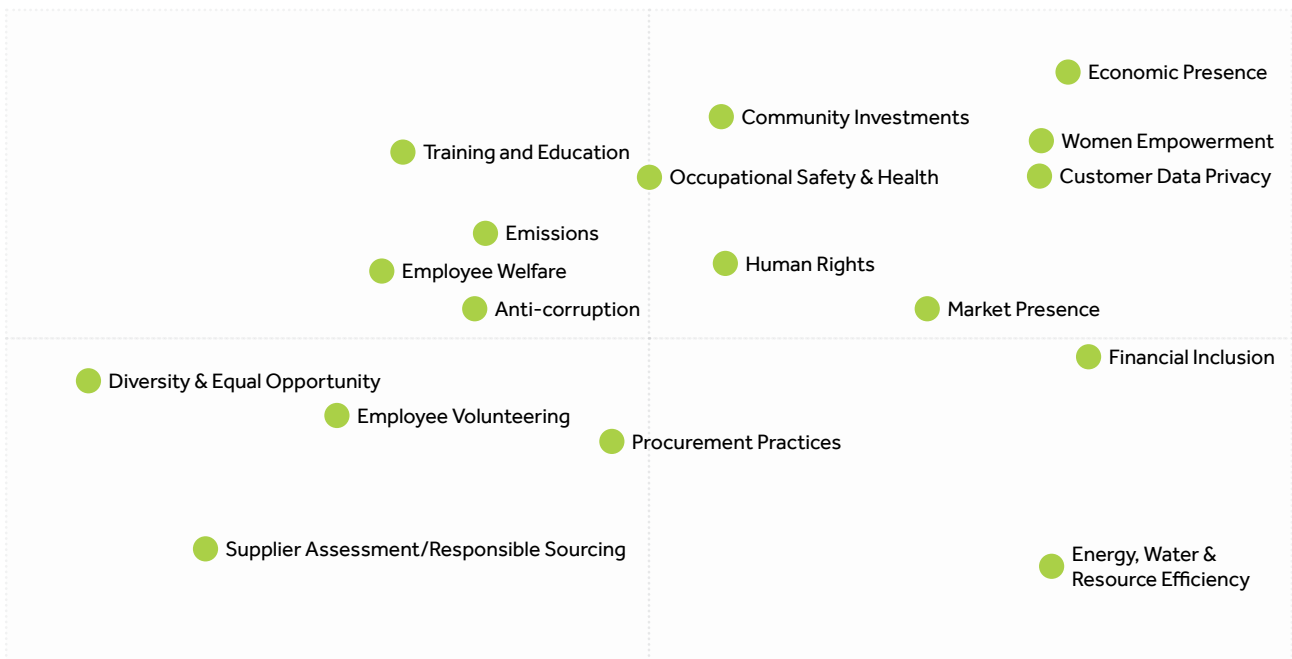 Economic Presence
Community Investments
Women Empowerment
Training and Education
Occupational Safety & Health
Customer Data Privacy
Emissions
Human Rights
Employee Welfare
Anti-corruption
Market Presence
Financial Inclusion
Diversity & Equal Opportunity
Employee Volunteering
Procurement Practices
Supplier Assessment/Responsible Sourcing
Energy, Water &
Resource Efficiency